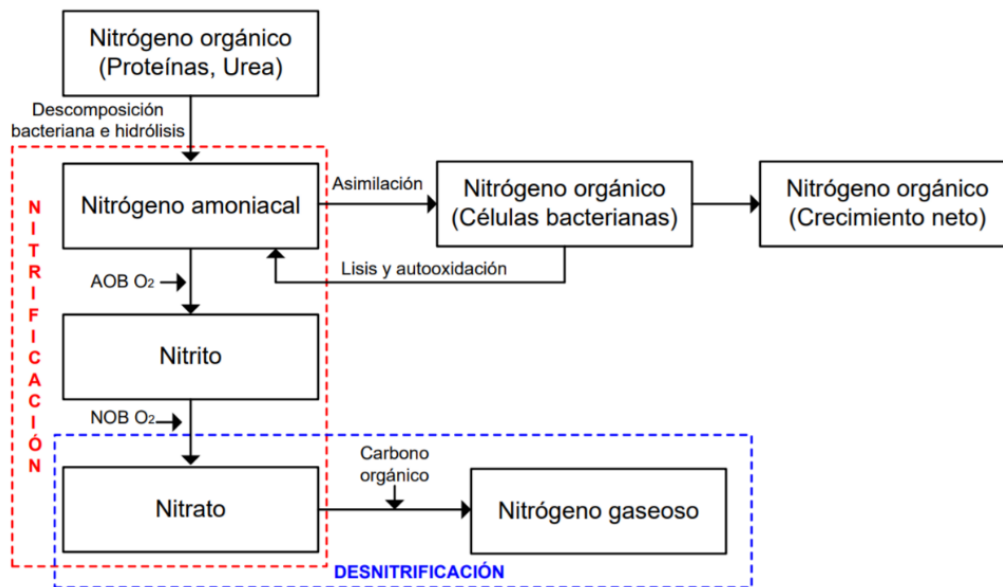 Nitrógeno orgánico
(Proteínas, Urea)
Descomposición
bacteriana e hidrólisis
NITRIFICACIÓN
Nitrógeno amoniacal
Asimilación
Nitrógeno orgánico
(Células bacterianas)
Nitrógeno orgánico
(Crecimiento neto)
Lisis y autooxidación
AOB O₂
Nitrito
NOB O₂
Nitrato
Carbono
orgánico
Nitrógeno gaseoso
DESNITRIFICACIÓN